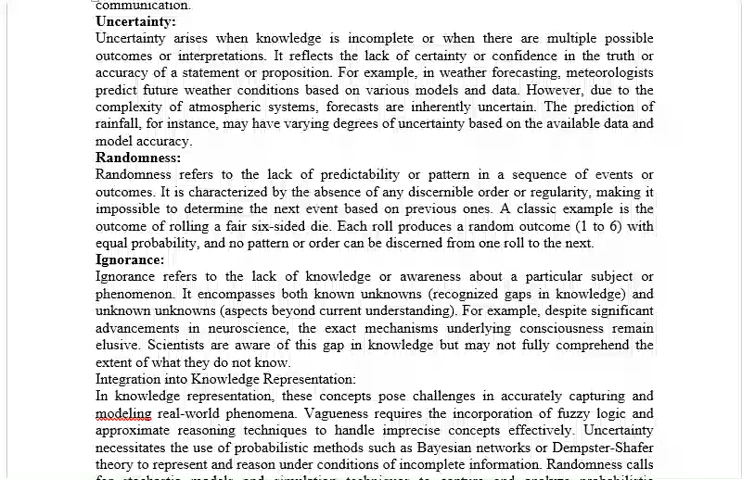 communication.
Uncertainty:
Uncertainty arises when knowledge is incomplete or when there are multiple possible
outcomes or interpretations. It reflects the lack of certainty or confidence in the truth or
accuracy of a statement or proposition. For example, in weather forecasting, meteorologists
predict future weather conditions based on various models and data. However, due to the
complexity of atmospheric systems, forecasts are inherently uncertain. The prediction of
rainfall, for instance, may have varying degrees of uncertainty based on the available data and
model accuracy.
Randomness:
Randomness refers to the lack of predictability or pattern in a sequence of events or
outcomes. It is characterized by the absence of any discernible order or regularity, making it
impossible to determine the next event based on previous ones. A classic example is the
outcome of rolling a fair six-sided die. Each roll produces a random outcome (1 to 6) with
equal probability, and no pattern or order can be discerned from one roll to the next.
Ignorance:
Ignorance refers to the lack of knowledge or awareness about a particular subject or
phenomenon. It encompasses both known unknowns (recognized gaps in knowledge) and
unknown unknowns (aspects beyond current understanding). For example, despite significant
advancements in neuroscience, the exact mechanisms underlying consciousness remain
elusive. Scientists are aware of this gap in knowledge but may not fully comprehend the
extent of what they do not know.
Integration into Knowledge Representation:
In knowledge representation, these concepts pose challenges in accurately capturing and
modeling real-world phenomena. Vagueness requires the incorporation of fuzzy logic and
approximate reasoning techniques to handle imprecise concepts effectively. Uncertainty
necessitates the use of probabilistic methods such as Bayesian networks or Dempster-Shafer
theory to represent and reason under conditions of incomplete information. Randomness calls
for stochastic models and simulation techniques to capture and analyze probabilistic